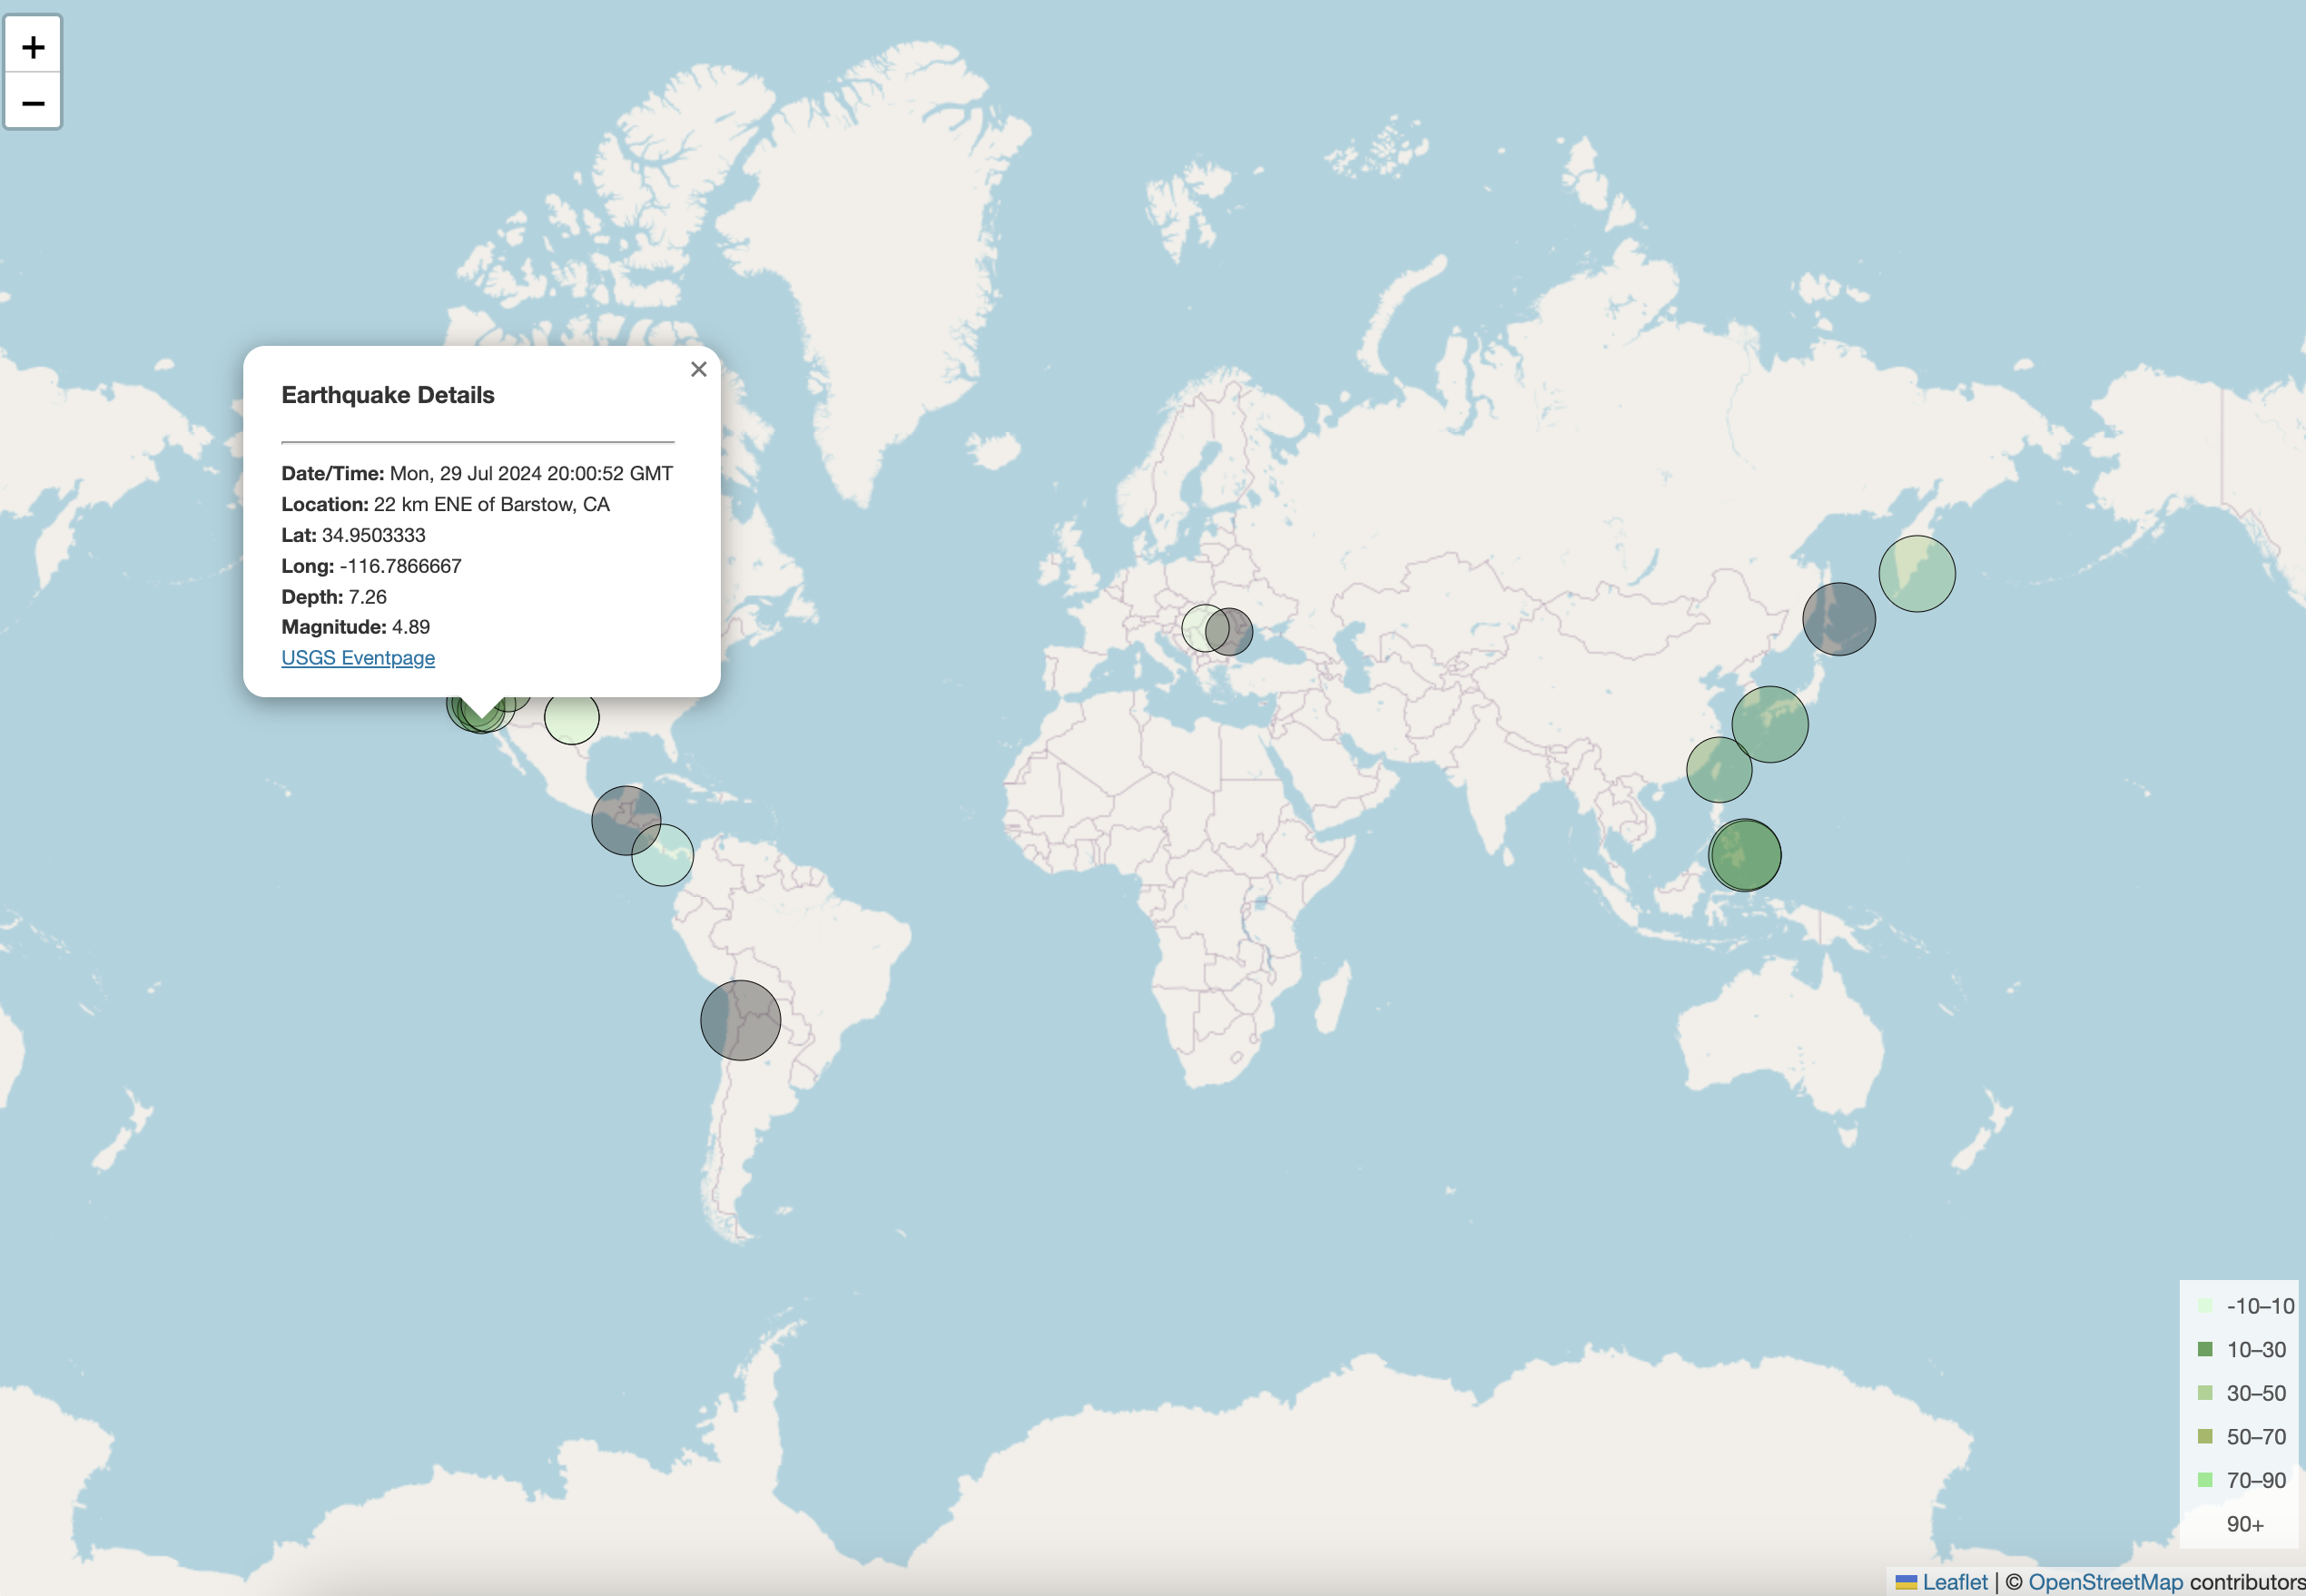 +
−
×
Earthquake Details
Date/Time: Mon, 29 Jul 2024 20:00:52 GMT
Location: 22 km ENE of Barstow, CA
Lat: 34.9503333
Long: -116.7866667
Depth: 7.26
Magnitude: 4.89
USGS Eventpage
-10–10
10–30
30–50
50–70
70–90
90+
Leaflet | © OpenStreetMap contributors